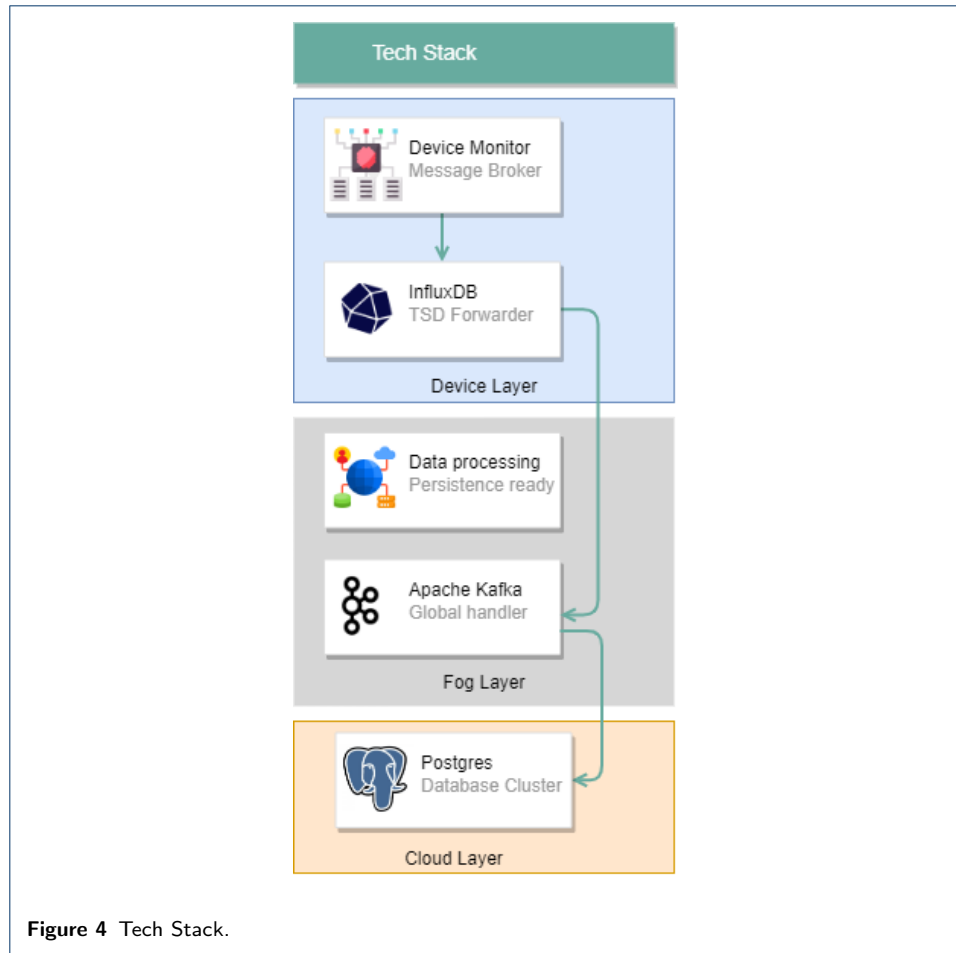 Tech Stack
Device Monitor
Message Broker
InfluxDB
TSD Forwarder
Device Layer
Data processing
Persistence ready
Apache Kafka
Global handler
Fog Layer
Postgres
Database Cluster
Cloud Layer
Figure 4 Tech Stack.